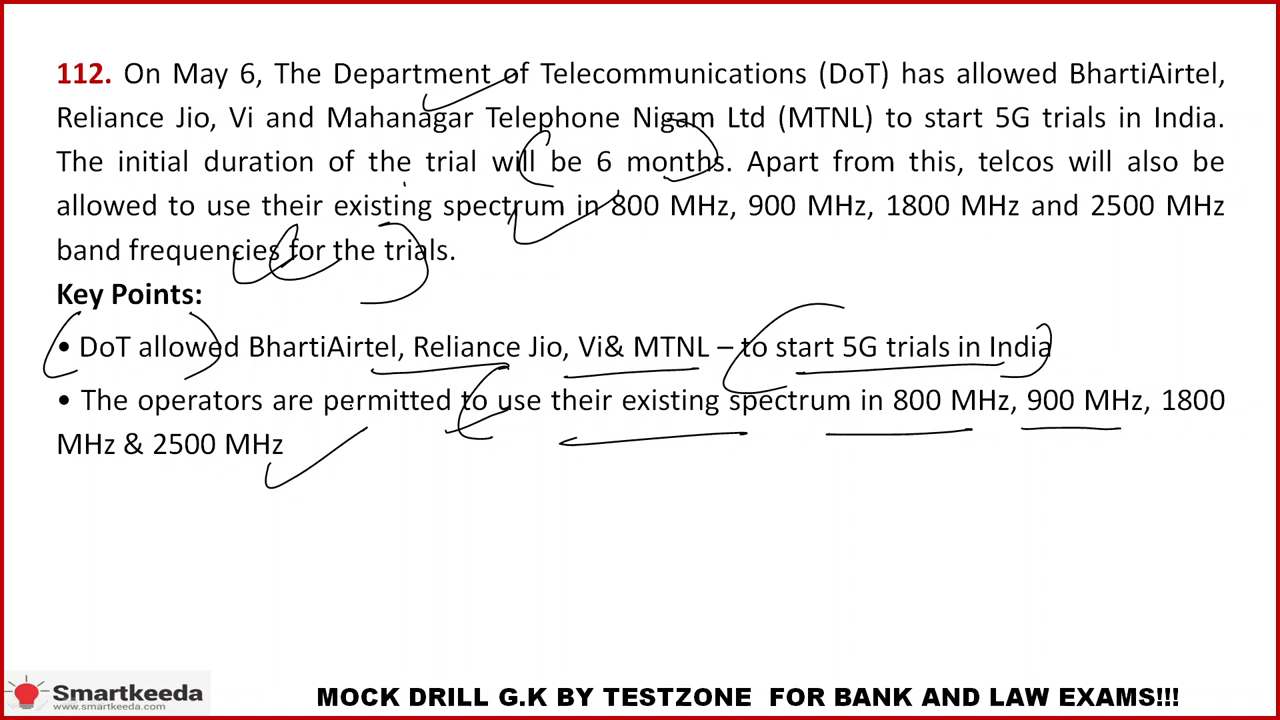 112. On May 6, The Department of Telecommunications (DoT) has allowed BhartiAirtel,
Reliance Jio, Vi and Mahanagar Telephone Nigam Ltd (MTNL) to start 5G trials in India.
The initial duration of the trial will be 6 months. Apart from this, telcos will also be
allowed to use their existing spectrum in 800 MHz, 900 MHz, 1800 MHz and 2500 MHz
band frequencies for the trials.
Key Points:
• DoT allowed BhartiAirtel, Reliance Jio, Vi& MTNL – to start 5G trials in India
• The operators are permitted to use their existing spectrum in 800 MHz, 900 MHz, 1800
MHz & 2500 MHz
Smartkeeda
www.smartkeeda.com
MOCK DRILL G.K BY TESTZONE FOR BANK AND LAW EXAMS!!!